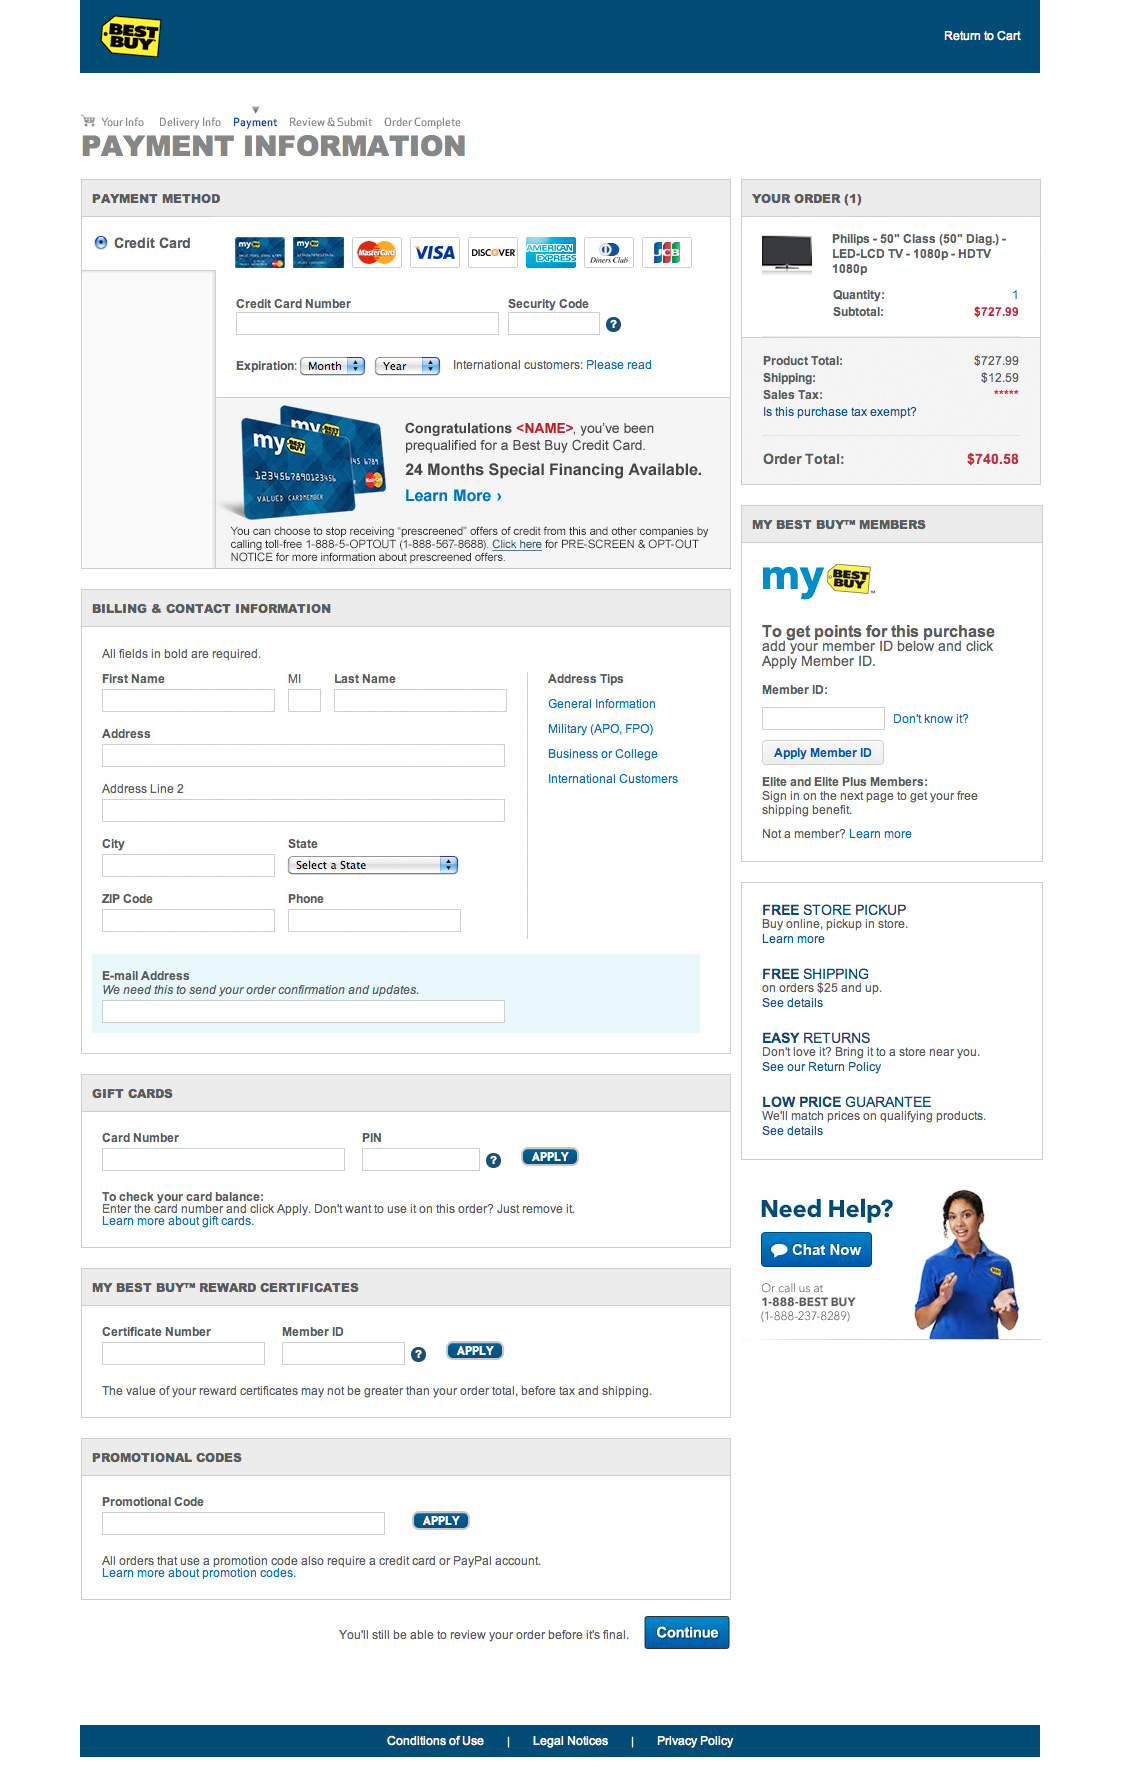 BEST BUY
Return to Cart
Your Info Delivery Info Payment Review & Submit Order Complete
PAYMENT INFORMATION
PAYMENT METHOD
Credit Card
my BEST BUY my BEST BUY MasterCard VISA DISCOVER AMERICAN EXPRESS Diners Club JCB
Credit Card Number Security Code
?
Expiration: Month Year International customers: Please read
my BEST BUY
my BEST BUY
1234567890123456
345 6789
VALUED CARDMEMBER
MasterCard
Congratulations <NAME>, you've been
prequalified for a Best Buy Credit Card.
24 Months Special Financing Available.
Learn More ›
You can choose to stop receiving "prescreened" offers of credit from this and other companies by
calling toll-free 1-888-5-OPTOUT (1-888-567-8688). Click here for PRE-SCREEN & OPT-OUT
NOTICE for more information about prescreened offers.
BILLING & CONTACT INFORMATION
All fields in bold are required.
First Name MI Last Name
Address
Address Line 2
City State
Select a State
ZIP Code Phone
Address Tips
General Information
Military (APO, FPO)
Business or College
International Customers
E-mail Address
We need this to send your order confirmation and updates.
GIFT CARDS
Card Number PIN
? APPLY
To check your card balance:
Enter the card number and click Apply. Don't want to use it on this order? Just remove it.
Learn more about gift cards.
MY BEST BUY™ REWARD CERTIFICATES
Certificate Number Member ID
? APPLY
The value of your reward certificates may not be greater than your order total, before tax and shipping.
PROMOTIONAL CODES
Promotional Code
APPLY
All orders that use a promotion code also require a credit card or PayPal account.
Learn more about promotion codes.
You'll still be able to review your order before it's final. Continue
YOUR ORDER (1)
Philips - 50" Class (50" Diag.) -
LED-LCD TV - 1080p - HDTV
1080p
Quantity: 1
Subtotal: $727.99
Product Total: $727.99
Shipping: $12.59
Sales Tax: *****
Is this purchase tax exempt?
Order Total: $740.58
MY BEST BUY™ MEMBERS
my BEST BUY™
To get points for this purchase
add your member ID below and click
Apply Member ID.
Member ID:
Don't know it?
Apply Member ID
Elite and Elite Plus Members:
Sign in on the next page to get your free
shipping benefit.
Not a member? Learn more
FREE STORE PICKUP
Buy online, pickup in store.
Learn more
FREE SHIPPING
on orders $25 and up.
See details
EASY RETURNS
Don't love it? Bring it to a store near you.
See our Return Policy
LOW PRICE GUARANTEE
We'll match prices on qualifying products.
See details
Need Help?
Chat Now
Or call us at
1-888-BEST BUY
(1-888-237-8289)
Conditions of Use | Legal Notices | Privacy Policy